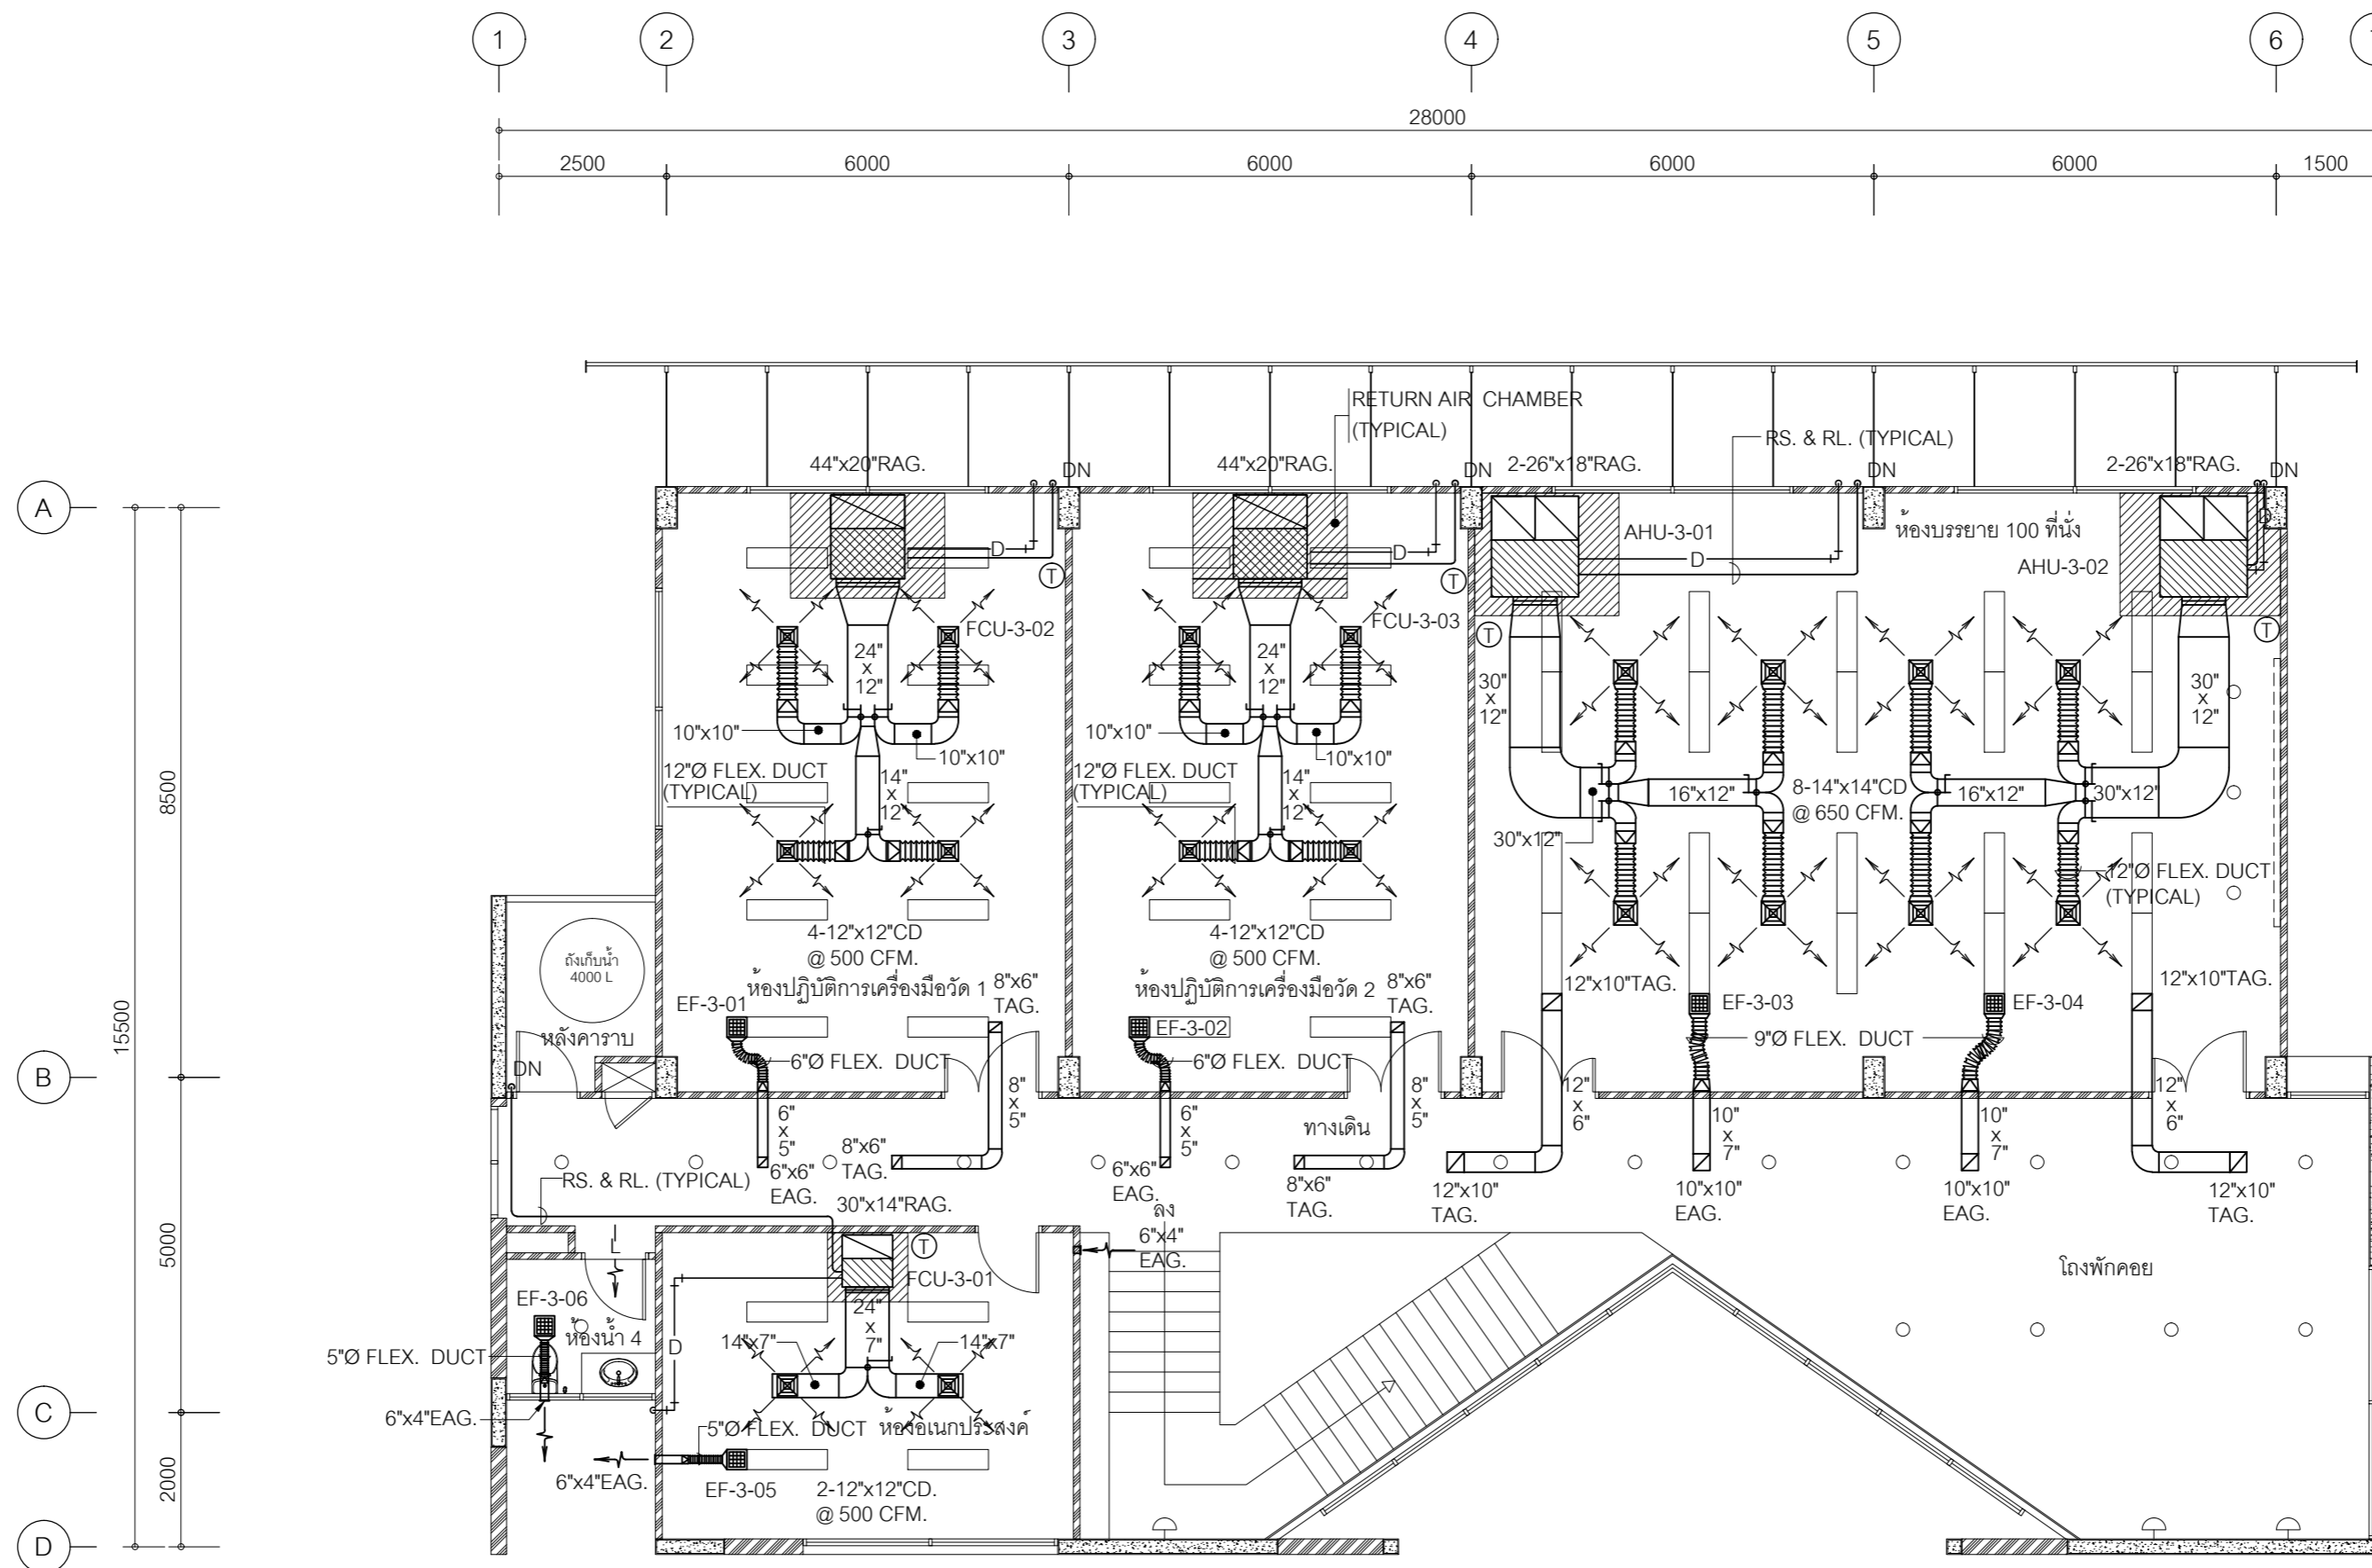 1 2 3 4 5 6
28000
2500 6000 6000 6000 6000 1500
RETURN AIR CHAMBER
(TYPICAL)
RS. & RL. (TYPICAL)
44"x20"RAG. DN 44"x20"RAG. DN 2-26"x18"RAG. DN 2-26"x18"RAG. DN
A
D D D D
AHU-3-01
ห้องบรรยาย 100 ที่นั่ง
AHU-3-02
T T T T
FCU-3-02 FCU-3-03
24"
x
12"
24"
x
12"
30"
x
12"
30"
x
12"
10"x10" 10"x10"
10"x10" 10"x10"
12"Ø FLEX. DUCT
(TYPICAL)
14"
x
12"
12"Ø FLEX. DUCT
(TYPICAL)
14"
x
12"
16"x12"
8-14"x14"CD
@ 650 CFM.
16"x12" 30"x12"
30"x12"
12"Ø FLEX. DUCT
(TYPICAL)
8500
15500
4-12"x12"CD
@ 500 CFM.
4-12"x12"CD
@ 500 CFM.
ถังเก็บน้ำ
4000 L
ห้องปฏิบัติการเครื่องมือวัด 1
8"x6"
TAG.
ห้องปฏิบัติการเครื่องมือวัด 2
8"x6"
TAG.
12"x10"TAG. 12"x10"TAG.
EF-3-01 EF-3-02 EF-3-03 EF-3-04
หลังคาราบ
6"Ø FLEX. DUCT 6"Ø FLEX. DUCT 9"Ø FLEX. DUCT
B
DN
6"
x
5"
8"
x
5"
6"
x
5"
8"
x
5"
12"
x
6"
10"
x
7"
10"
x
7"
12"
x
6"
ทางเดิน
8"x6"
TAG.
RS. & RL. (TYPICAL)
6"x6"
EAG.
6"x6"
EAG.
8"x6"
TAG.
12"x10"
TAG.
10"x10"
EAG.
10"x10"
EAG.
12"x10"
TAG.
30"x14"RAG.
ลง
6"x4"
EAG.
5000
L
T
FCU-3-01
โถงพักคอย
EF-3-06
ห้องน้ำ 4
24"
x
7"
14"x7" 14"x7"
D
5"Ø FLEX. DUCT
C
6"x4"EAG.
5"Ø FLEX. DUCT
ห้องอเนกประสงค์
6"x4"EAG.
EF-3-05
2-12"x12"CD.
@ 500 CFM.
2000
D